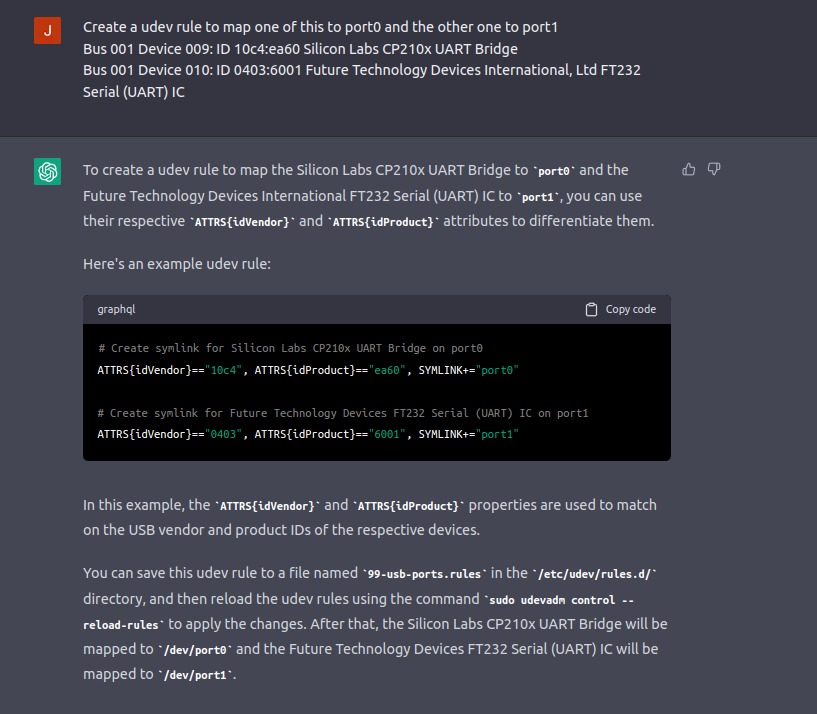 J
Create a udev rule to map one of this to port0 and the other one to port1
Bus 001 Device 009: ID 10c4:ea60 Silicon Labs CP210x UART Bridge
Bus 001 Device 010: ID 0403:6001 Future Technology Devices International, Ltd FT232
Serial (UART) IC
To create a udev rule to map the Silicon Labs CP210x UART Bridge to `port0` and the
Future Technology Devices International FT232 Serial (UART) IC to `port1`, you can use
their respective `ATTRS{idVendor}` and `ATTRS{idProduct}` attributes to differentiate them.
Here's an example udev rule:
graphql
Copy code
# Create symlink for Silicon Labs CP210x UART Bridge on port0
ATTRS{idVendor}=="10c4", ATTRS{idProduct}=="ea60", SYMLINK+="port0"
# Create symlink for Future Technology Devices FT232 Serial (UART) IC on port1
ATTRS{idVendor}=="0403", ATTRS{idProduct}=="6001", SYMLINK+="port1"
In this example, the `ATTRS{idVendor}` and `ATTRS{idProduct}` properties are used to match
on the USB vendor and product IDs of the respective devices.
You can save this udev rule to a file named `99-usb-ports.rules` in the `/etc/udev/rules.d/`
directory, and then reload the udev rules using the command `sudo udevadm control --
reload-rules` to apply the changes. After that, the Silicon Labs CP210x UART Bridge will be
mapped to `/dev/port0` and the Future Technology Devices FT232 Serial (UART) IC will be
mapped to `/dev/port1`.